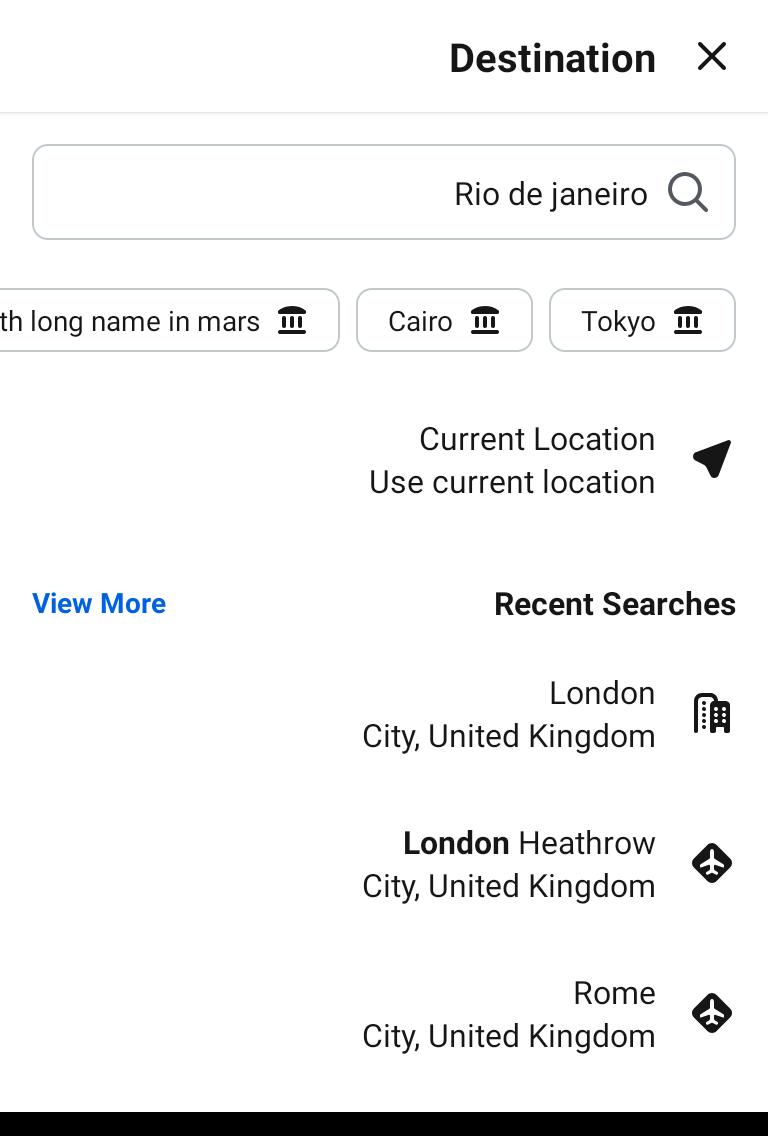 Destination
Rio de janeiro
Tokyo
Cairo
th long name in mars
Current Location
Use current location
Recent Searches
View More
London
City, United Kingdom
London Heathrow
City, United Kingdom
Rome
City, United Kingdom